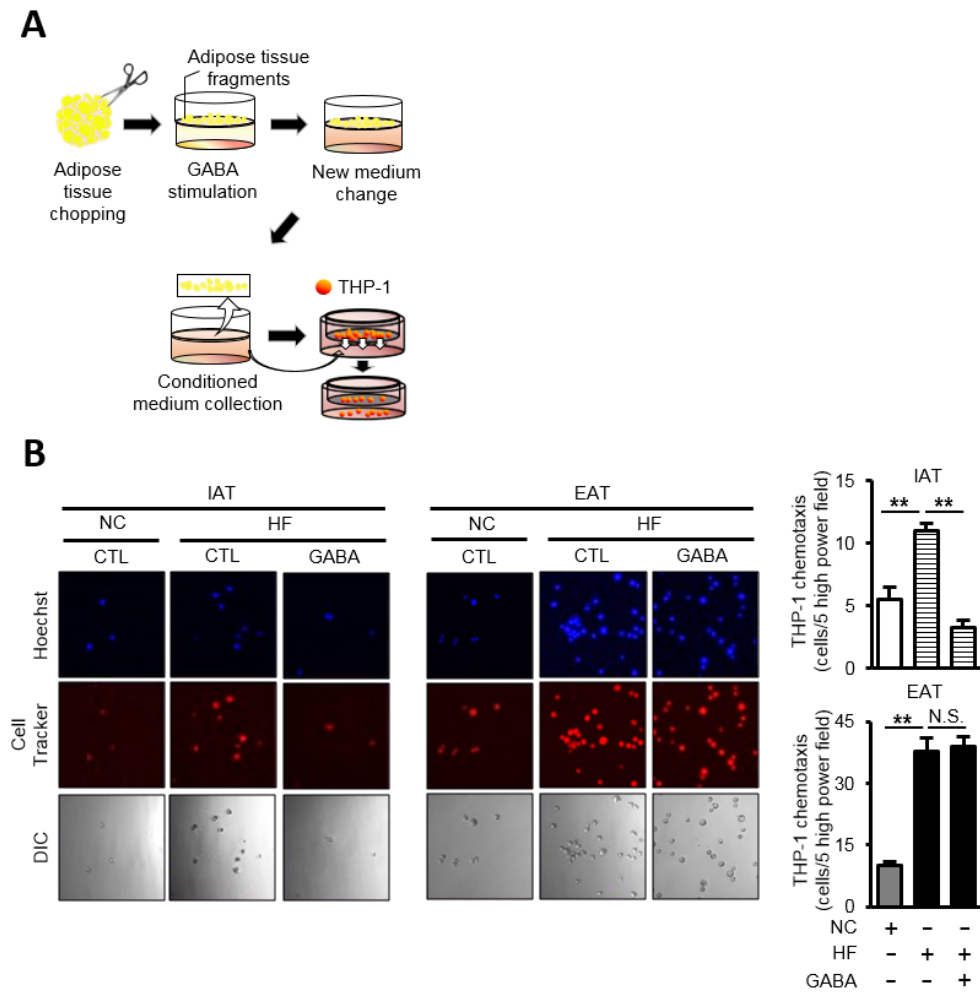 A
Adipose tissue
fragments
Adipose
tissue
chopping
GABA
stimulation
New medium
change
THP-1
Conditioned
medium collection
B
IAT
NC
HF
CTL
CTL
GABA
EAT
NC
HF
CTL
CTL
GABA
Hoechst
Cell
Tracker
DIC
IAT
THP-1 chemotaxis
(cells/5 high power field)
15
10
5
0
** **
EAT
THP-1 chemotaxis
(cells/5 high power field)
45
30
15
0
** N.S.
NC + − −
HF − + +
GABA − − +